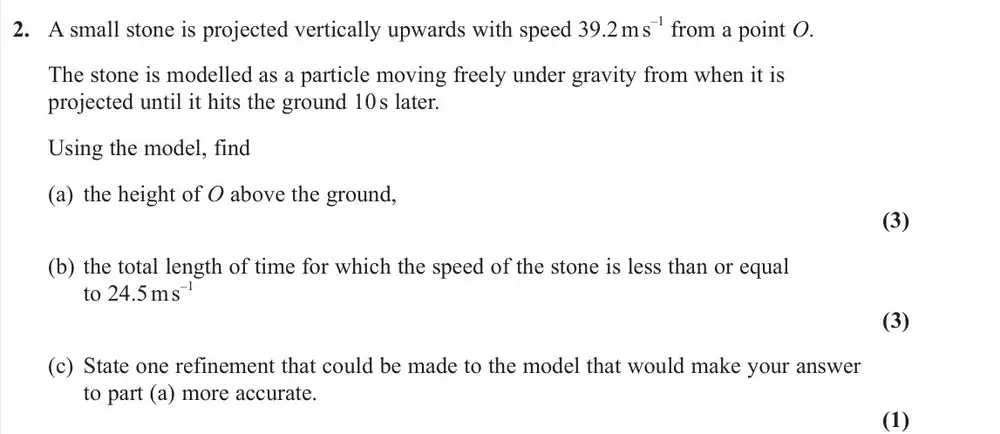 2. A small stone is projected vertically upwards with speed 39.2 m s⁻¹ from a point O.
The stone is modelled as a particle moving freely under gravity from when it is
projected until it hits the ground 10 s later.
Using the model, find
(a) the height of O above the ground,
(3)
(b) the total length of time for which the speed of the stone is less than or equal
to 24.5 m s⁻¹
(3)
(c) State one refinement that could be made to the model that would make your answer
to part (a) more accurate.
(1)